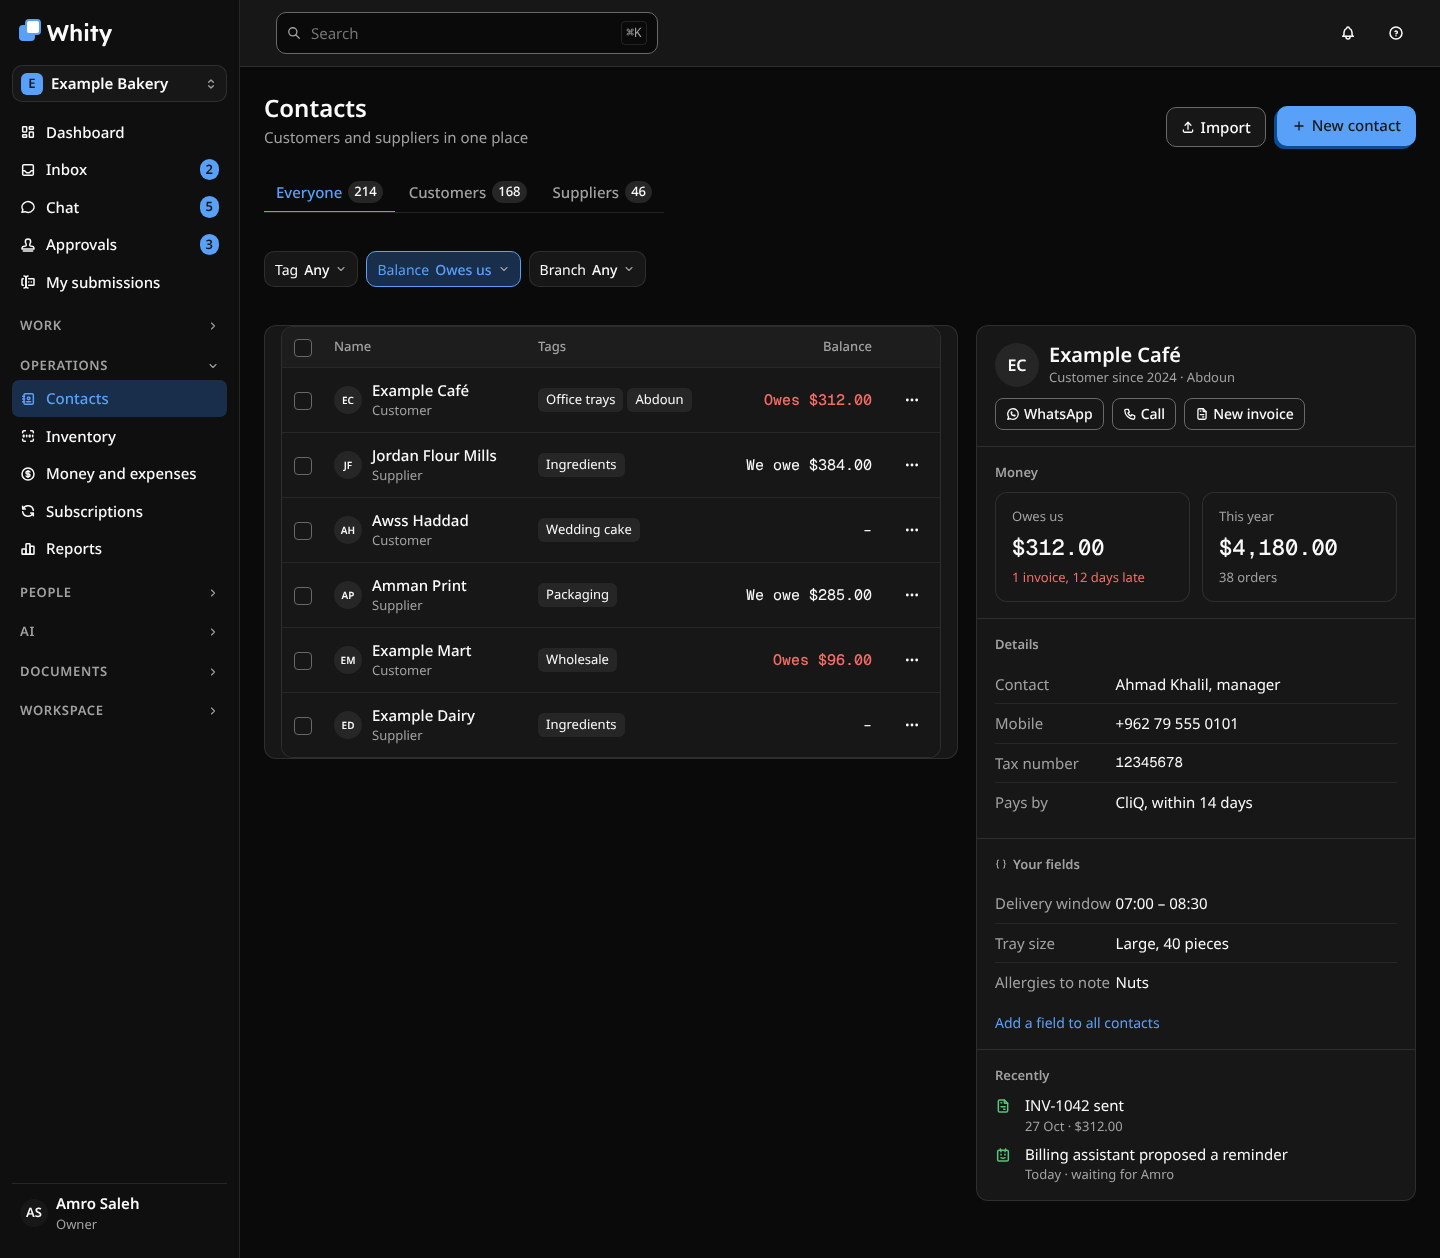 Whity
Search
⌘K
E Example Bakery
Dashboard
Inbox 2
Chat 5
Approvals 3
My submissions
WORK
OPERATIONS
Contacts
Inventory
Money and expenses
Subscriptions
Reports
PEOPLE
AI
DOCUMENTS
WORKSPACE
AS Amro Saleh
Owner
Contacts
Customers and suppliers in one place
Import
New contact
Everyone 214
Customers 168
Suppliers 46
Tag Any
Balance Owes us
Branch Any
Name Tags Balance
EC Example Café
Customer
Office trays Abdoun
Owes $312.00
JF Jordan Flour Mills
Supplier
Ingredients
We owe $384.00
AH Awss Haddad
Customer
Wedding cake
–
AP Amman Print
Supplier
Packaging
We owe $285.00
EM Example Mart
Customer
Wholesale
Owes $96.00
ED Example Dairy
Supplier
Ingredients
–
EC Example Café
Customer since 2024 · Abdoun
WhatsApp
Call
New invoice
Money
Owes us
$312.00
1 invoice, 12 days late
This year
$4,180.00
38 orders
Details
Contact Ahmad Khalil, manager
Mobile +962 79 555 0101
Tax number 12345678
Pays by CliQ, within 14 days
Your fields
Delivery window 07:00 – 08:30
Tray size Large, 40 pieces
Allergies to note Nuts
Add a field to all contacts
Recently
INV-1042 sent
27 Oct · $312.00
Billing assistant proposed a reminder
Today · waiting for Amro